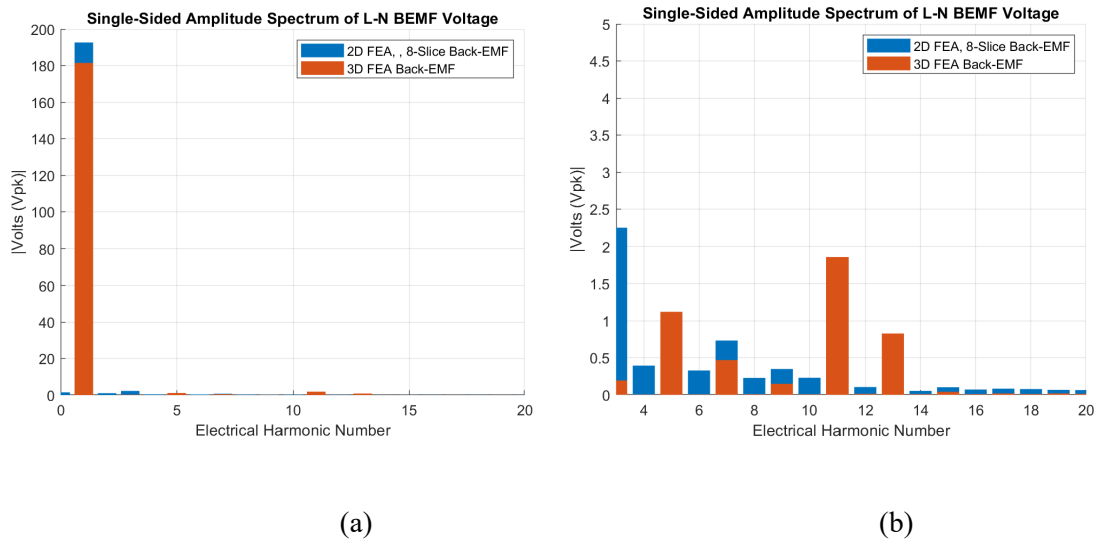 Single-Sided Amplitude Spectrum of L-N BEMF Voltage
2D FEA, , 8-Slice Back-EMF
3D FEA Back-EMF
|Volts (Vpk)|
200
180
160
140
120
100
80
60
40
20
0
0 5 10 15 20
Electrical Harmonic Number
(a)
Single-Sided Amplitude Spectrum of L-N BEMF Voltage
2D FEA, 8-Slice Back-EMF
3D FEA Back-EMF
|Volts (Vpk)|
5
4.5
4
3.5
3
2.5
2
1.5
1
0.5
0
4 6 8 10 12 14 16 18 20
Electrical Harmonic Number
(b)